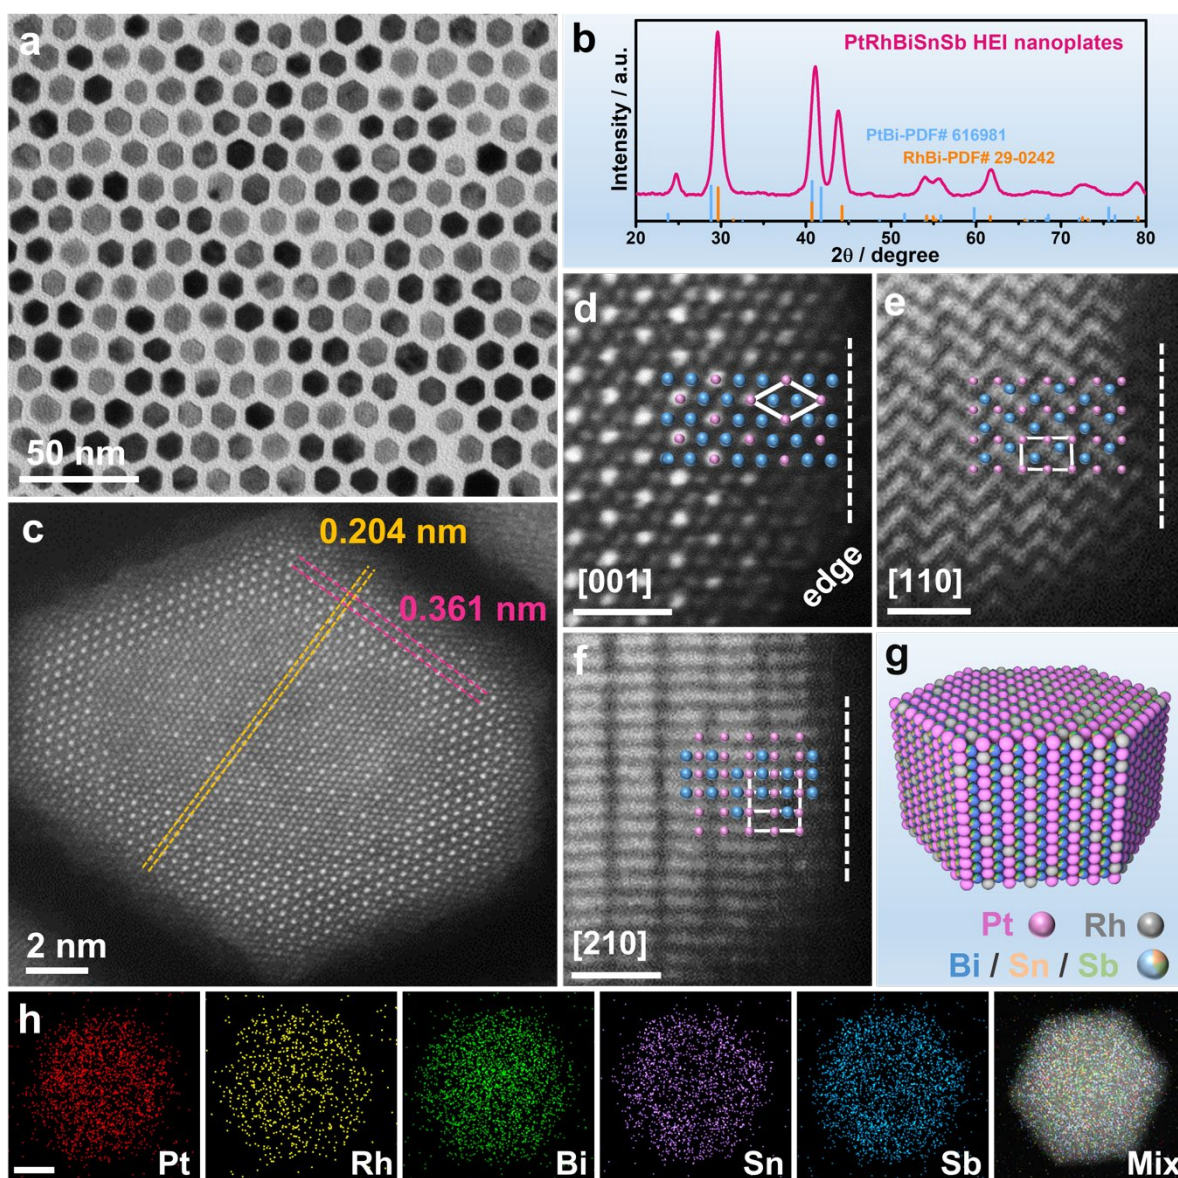 a
50 nm
b
PtRhBiSnSb HEI nanoplates
PtBi-PDF# 616981
RhBi-PDF# 29-0242
Intensity / a.u.
20 30 40 50 60 70 80
2θ / degree
c
0.204 nm
0.361 nm
2 nm
d
[001]
edge
e
[110]
f
[210]
g
Pt Rh
Bi / Sn / Sb
h
Pt
Rh
Bi
Sn
Sb
Mix